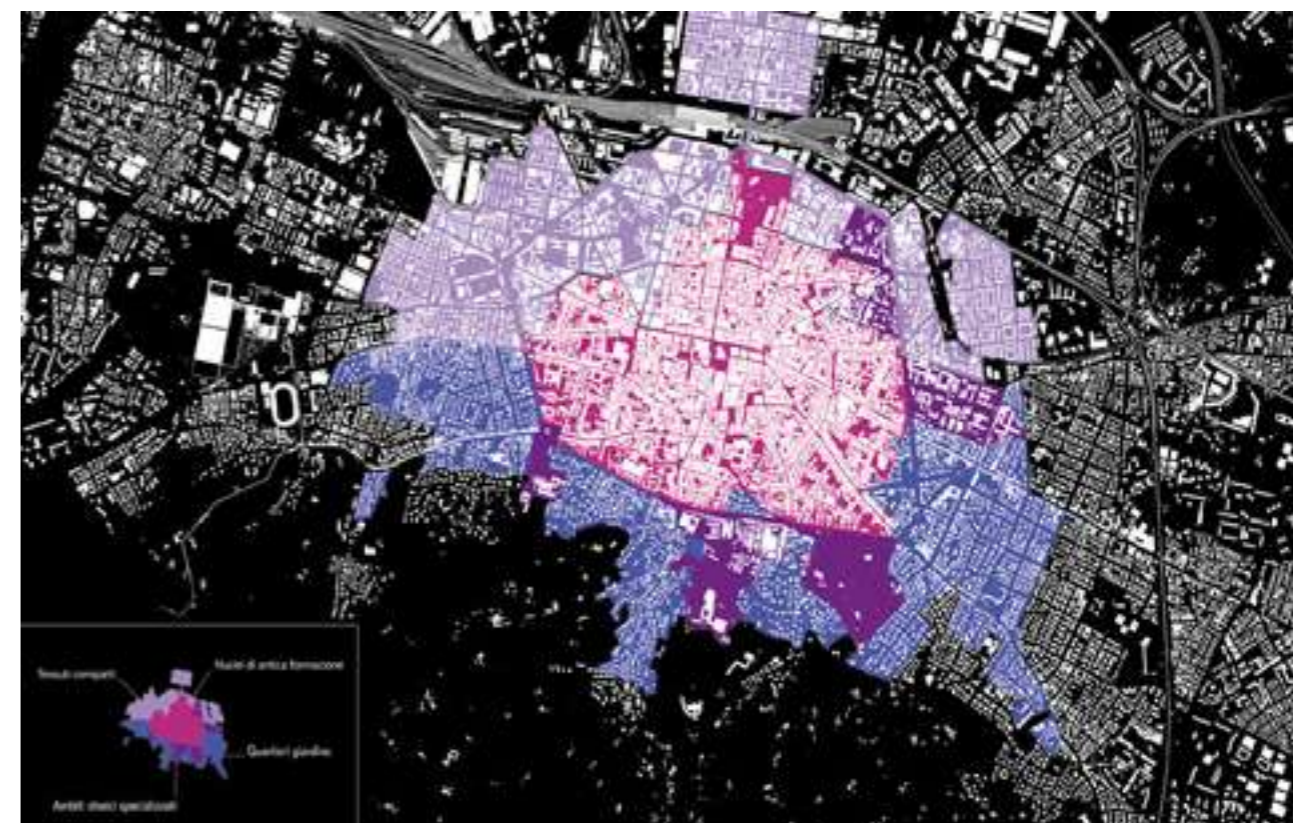 Nuclei di antica formazione
Tessuti compatti
Quartieri giardino
Ambiti storici specializzati